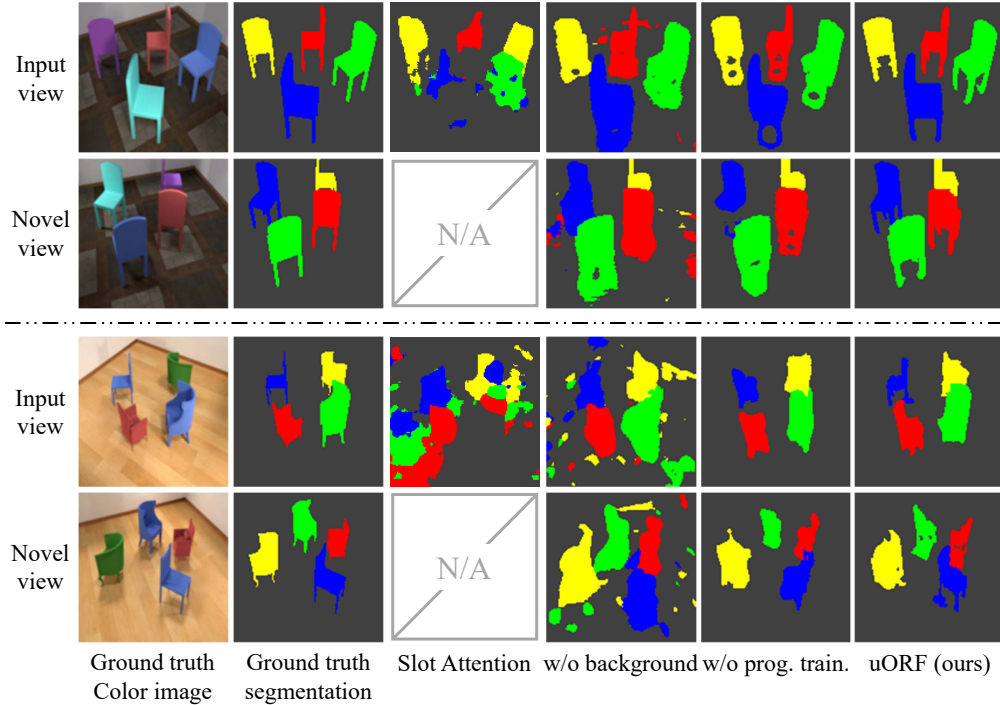 Input
view
Novel
view
N/A
Input
view
Novel
view
N/A
Ground truth
Color image
Ground truth
segmentation
Slot Attention
w/o background
w/o prog. train.
uORF (ours)